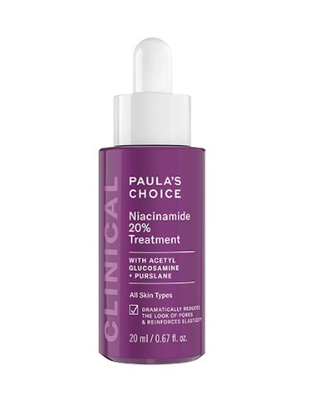 CLINICAL
PAULA'S
CHOICE
Niacinamide
20%
Treatment
WITH ACETYL
GLUCOSAMINE
+ PURSLANE
All Skin Types
DRAMATICALLY REDUCES
THE LOOK OF PORES
& REINFORCES ELASTICITY
20 ml / 0.67 fl. oz.